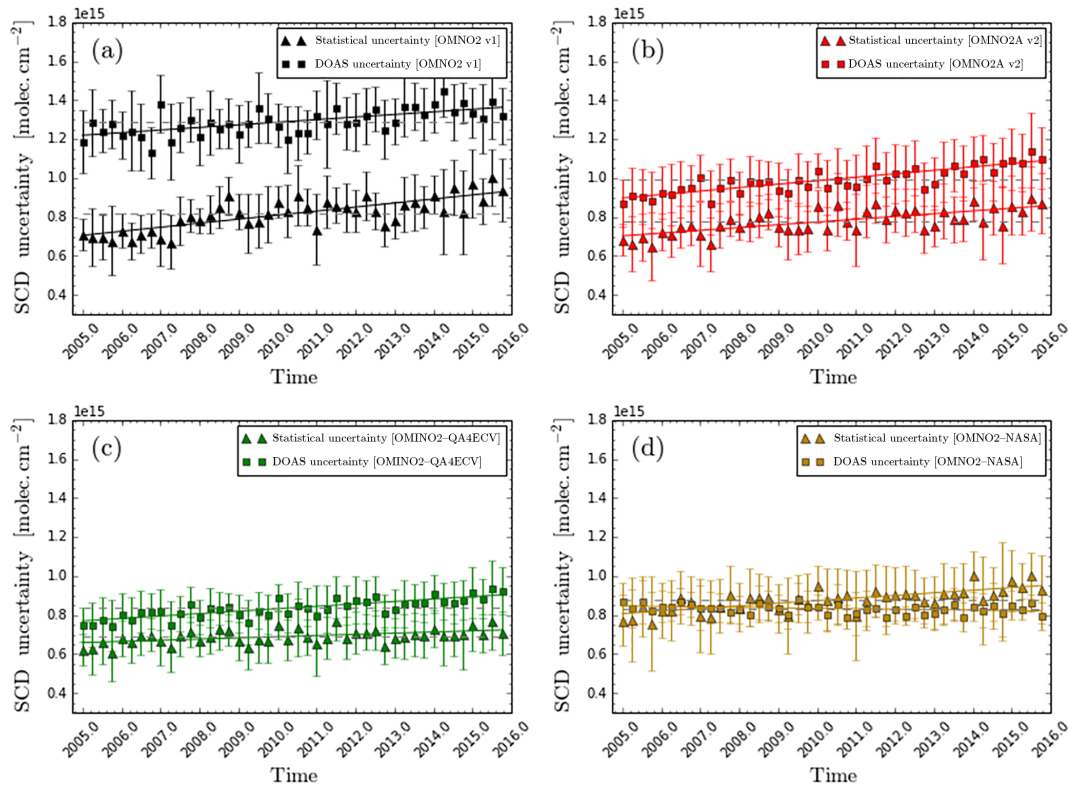 1e15
(a)
Statistical uncertainty [OMNO2 v1]
DOAS uncertainty [OMNO2 v1]
SCD uncertainty [molec. cm−2]
1.8
1.6
1.4
1.2
1.0
0.8
0.6
0.4
2005.0 2006.0 2007.0 2008.0 2009.0 2010.0 2011.0 2012.0 2013.0 2014.0 2015.0 2016.0
Time
1e15
(b)
Statistical uncertainty [OMNO2A v2]
DOAS uncertainty [OMNO2A v2]
SCD uncertainty [molec. cm−2]
1.8
1.6
1.4
1.2
1.0
0.8
0.6
0.4
2005.0 2006.0 2007.0 2008.0 2009.0 2010.0 2011.0 2012.0 2013.0 2014.0 2015.0 2016.0
Time
1e15
(c)
Statistical uncertainty [OMINO2–QA4ECV]
DOAS uncertainty [OMINO2–QA4ECV]
SCD uncertainty [molec. cm−2]
1.8
1.6
1.4
1.2
1.0
0.8
0.6
0.4
2005.0 2006.0 2007.0 2008.0 2009.0 2010.0 2011.0 2012.0 2013.0 2014.0 2015.0 2016.0
Time
1e15
(d)
Statistical uncertainty [OMNO2–NASA]
DOAS uncertainty [OMNO2–NASA]
SCD uncertainty [molec. cm−2]
1.8
1.6
1.4
1.2
1.0
0.8
0.6
0.4
2005.0 2006.0 2007.0 2008.0 2009.0 2010.0 2011.0 2012.0 2013.0 2014.0 2015.0 2016.0
Time